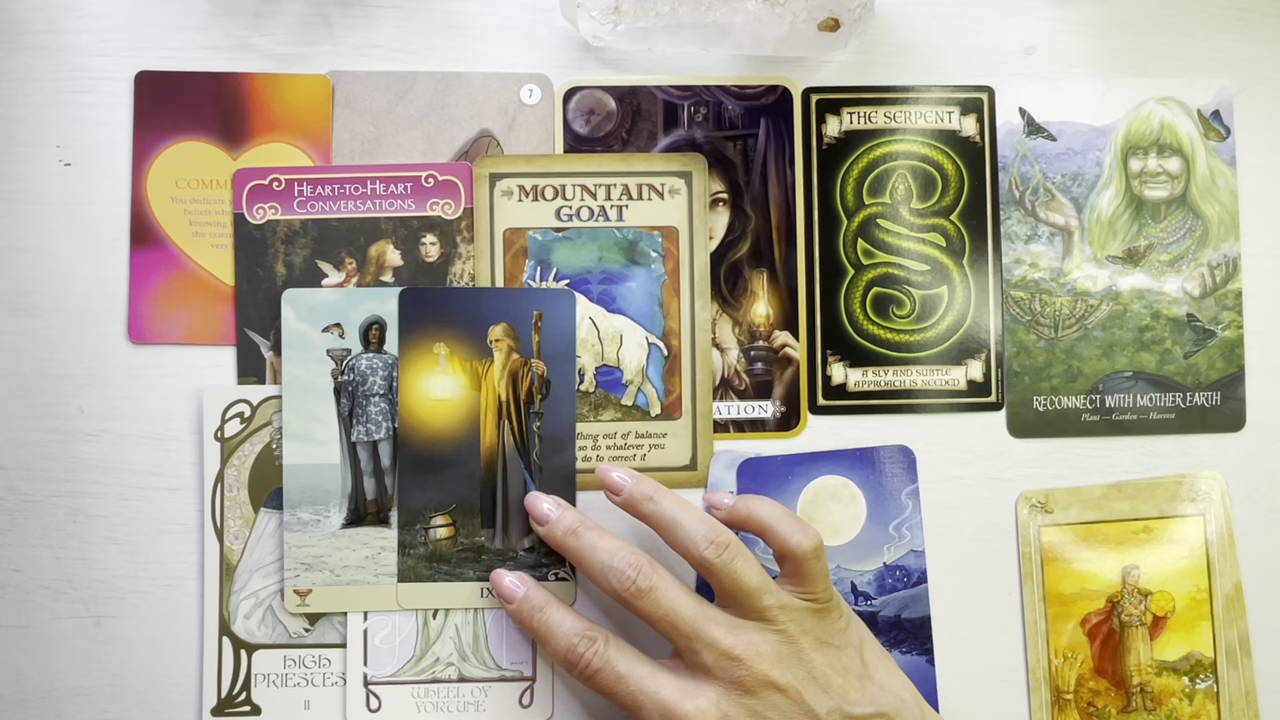 7
COMM
You dedicate
beliefs who
knowing
the essen
very
HEART-TO-HEART
CONVERSATIONS
MOUNTAIN
GOAT
thing out of balance
so do whatever you
do to correct it
ATION
THE SERPENT
A SLY AND SUBTLE
APPROACH IS NEEDED
RECONNECT WITH MOTHER EARTH
Plant — Garden — Harvest
IX
HIGH
PRIESTES
II
WHEEL OF
FORTUNE